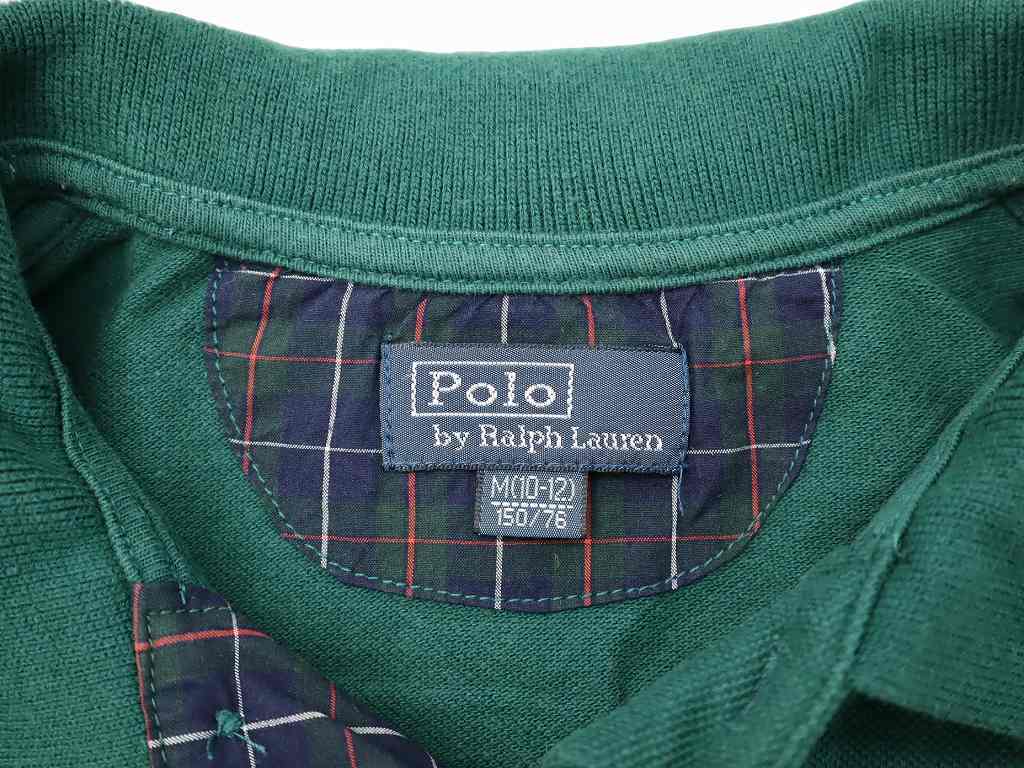 Polo
by Ralph Lauren
M(10-12)
150/76